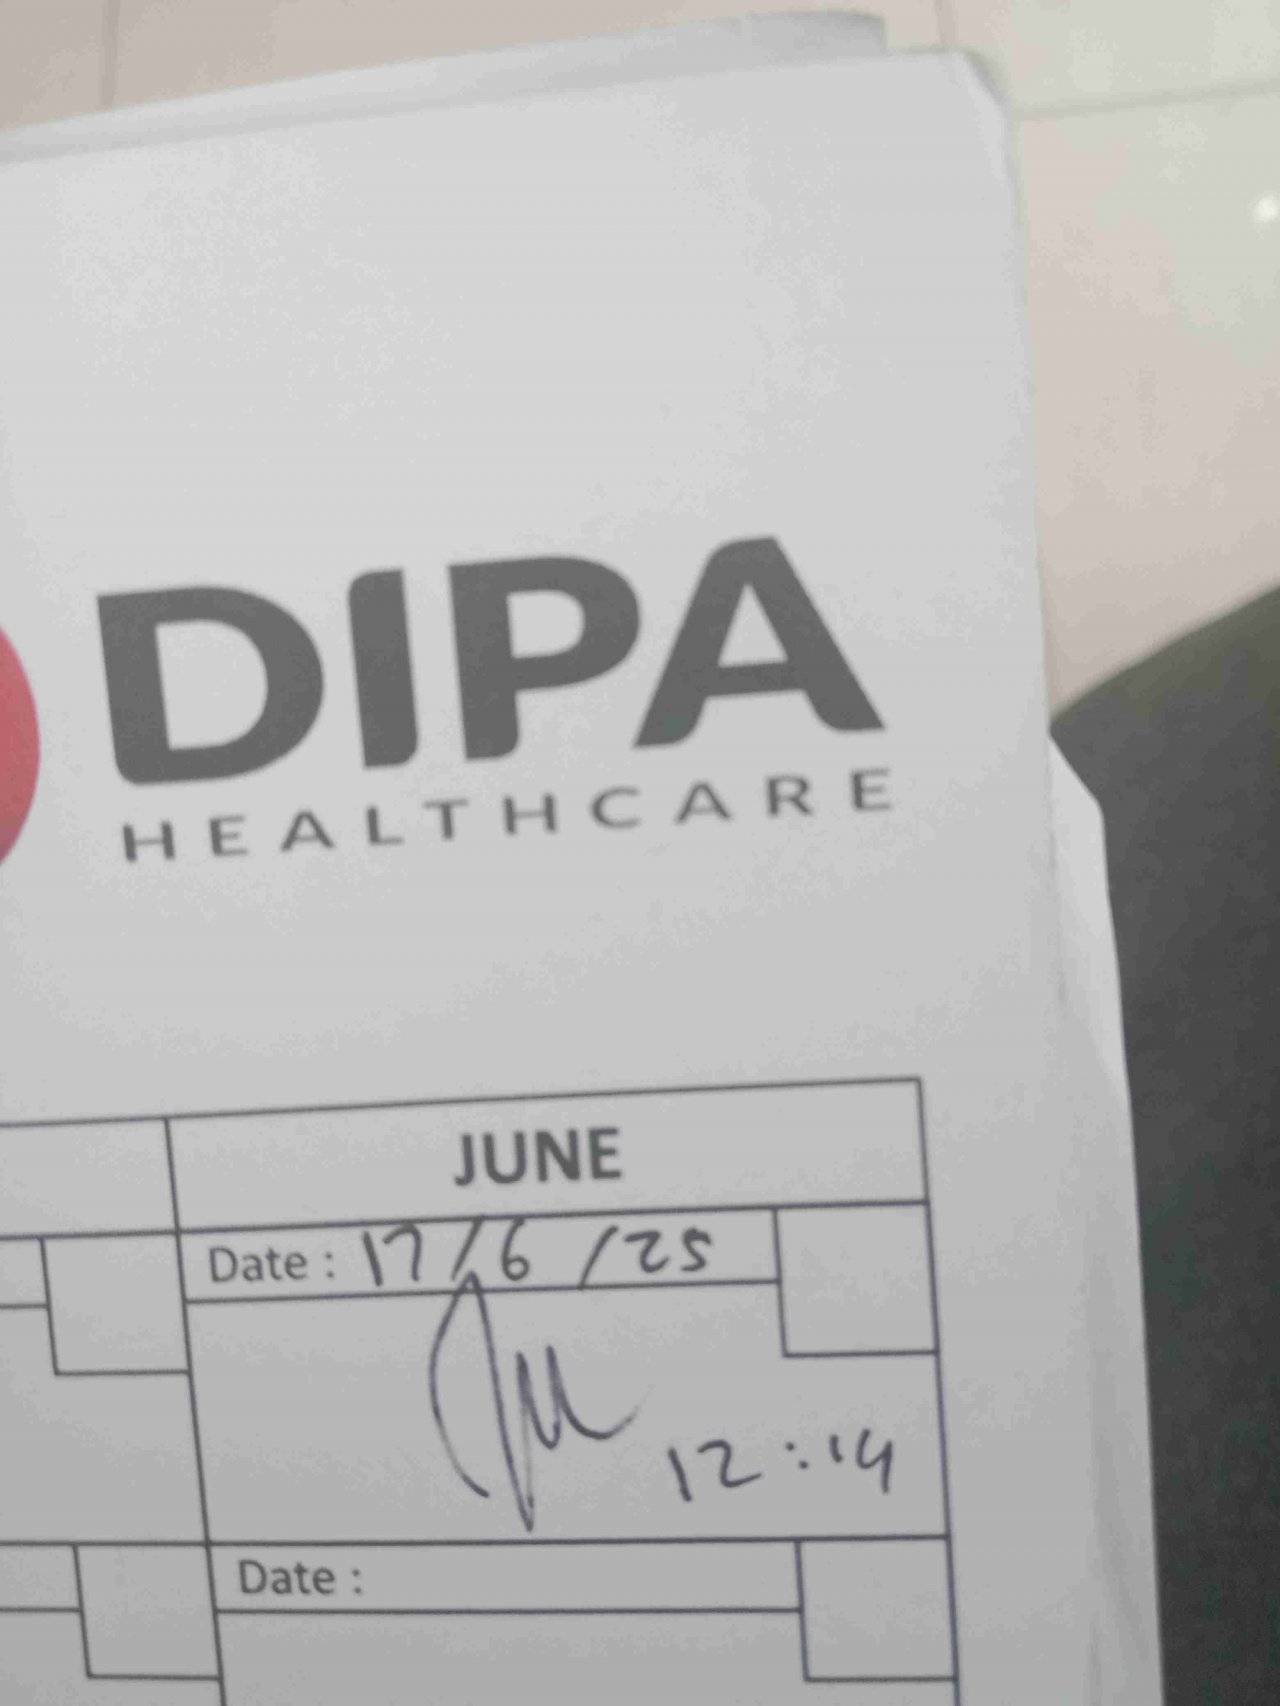 DIPA
HEALTHCARE
JUNE
Date : 17/6/25
12:14
Date :